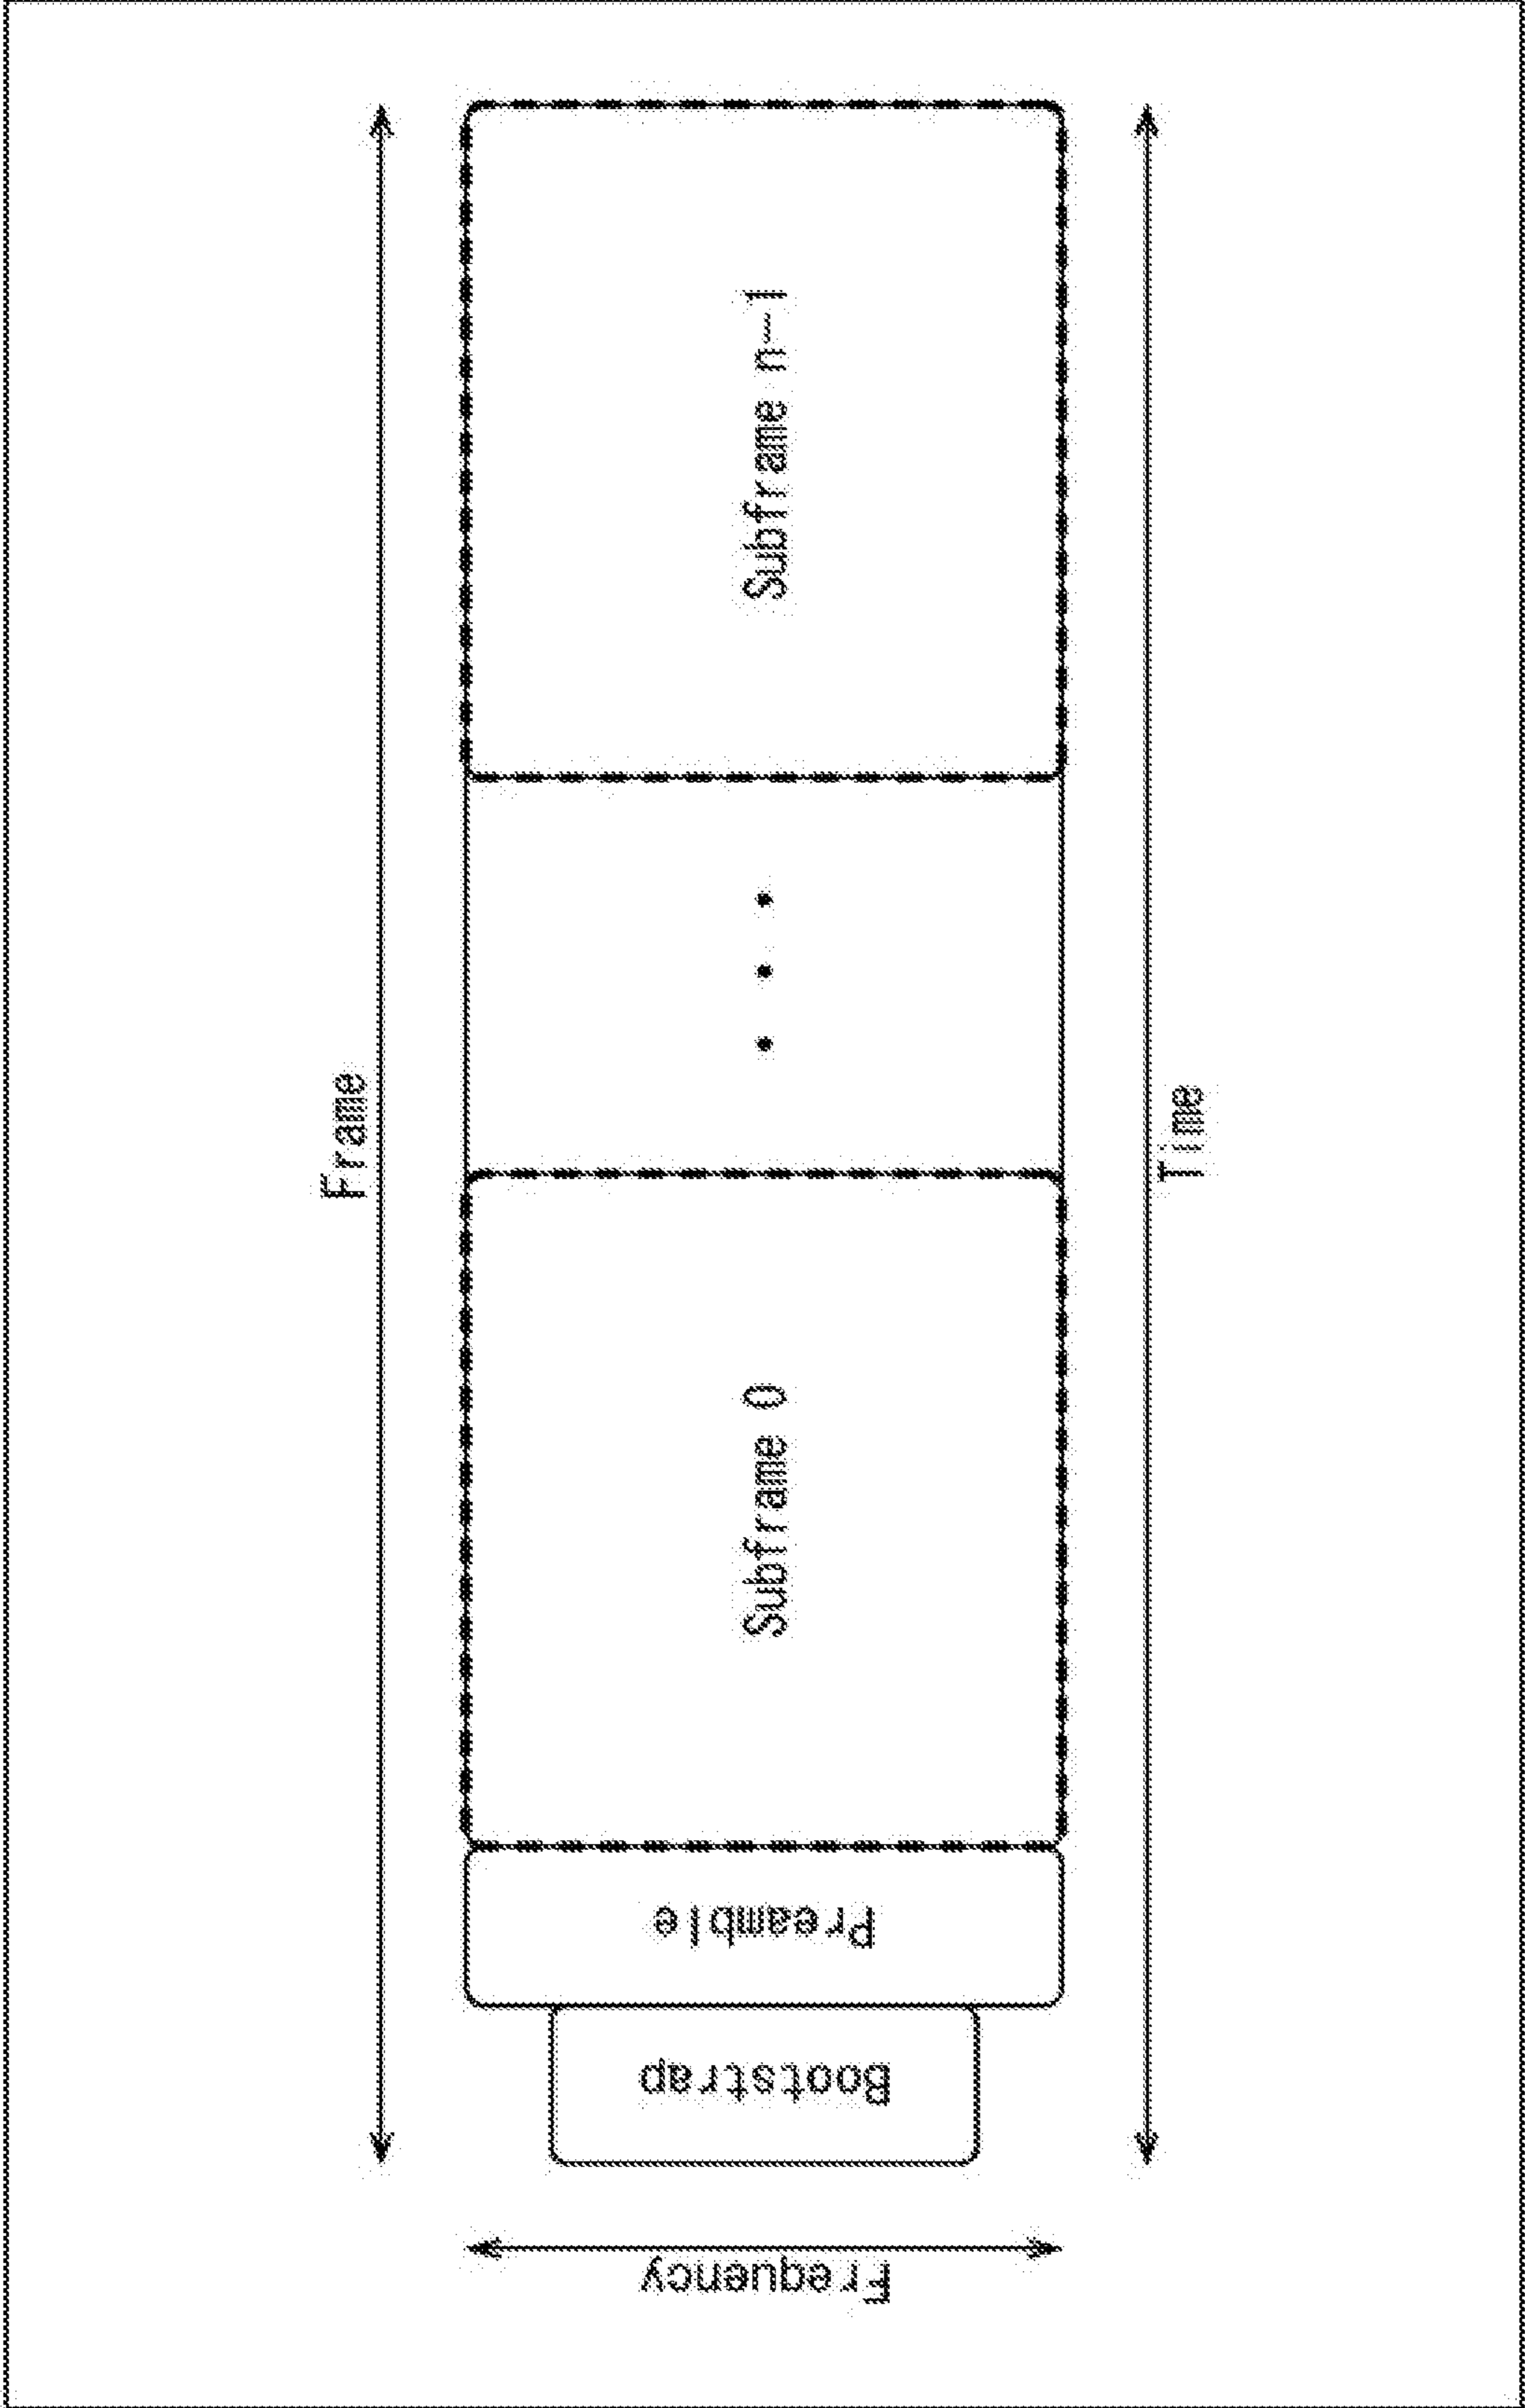 Frame
Frequency
Bootstrap
Preamble
Subframe 0
• • •
Subframe n-1
Time